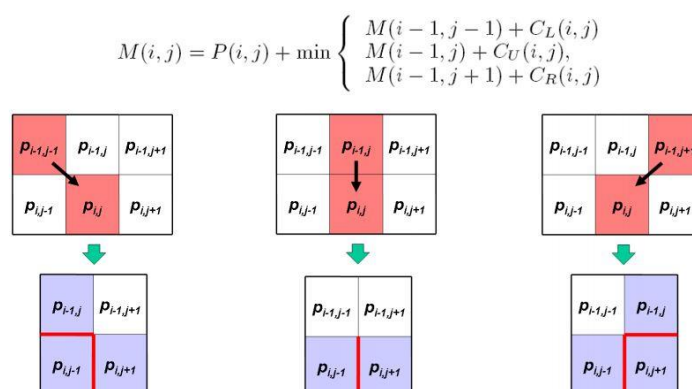 M(i, j) = P(i, j) + min { M(i − 1, j − 1) + C_L(i, j)
M(i − 1, j) + C_U(i, j),
M(i − 1, j + 1) + C_R(i, j)
p_{i-1,j-1} p_{i-1,j} p_{i-1,j+1}
p_{i,j-1} p_{i,j} p_{i,j+1}
p_{i-1,j-1} p_{i-1,j} p_{i-1,j+1}
p_{i,j-1} p_{i,j} p_{i,j+1}
p_{i-1,j-1} p_{i-1,j} p_{i-1,j+1}
p_{i,j-1} p_{i,j} p_{i,j+1}
p_{i-1,j} p_{i-1,j+1}
p_{i,j-1} p_{i,j+1}
p_{i-1,j-1} p_{i-1,j+1}
p_{i,j-1} p_{i,j+1}
p_{i-1,j-1} p_{i-1,j}
p_{i,j-1} p_{i,j+1}